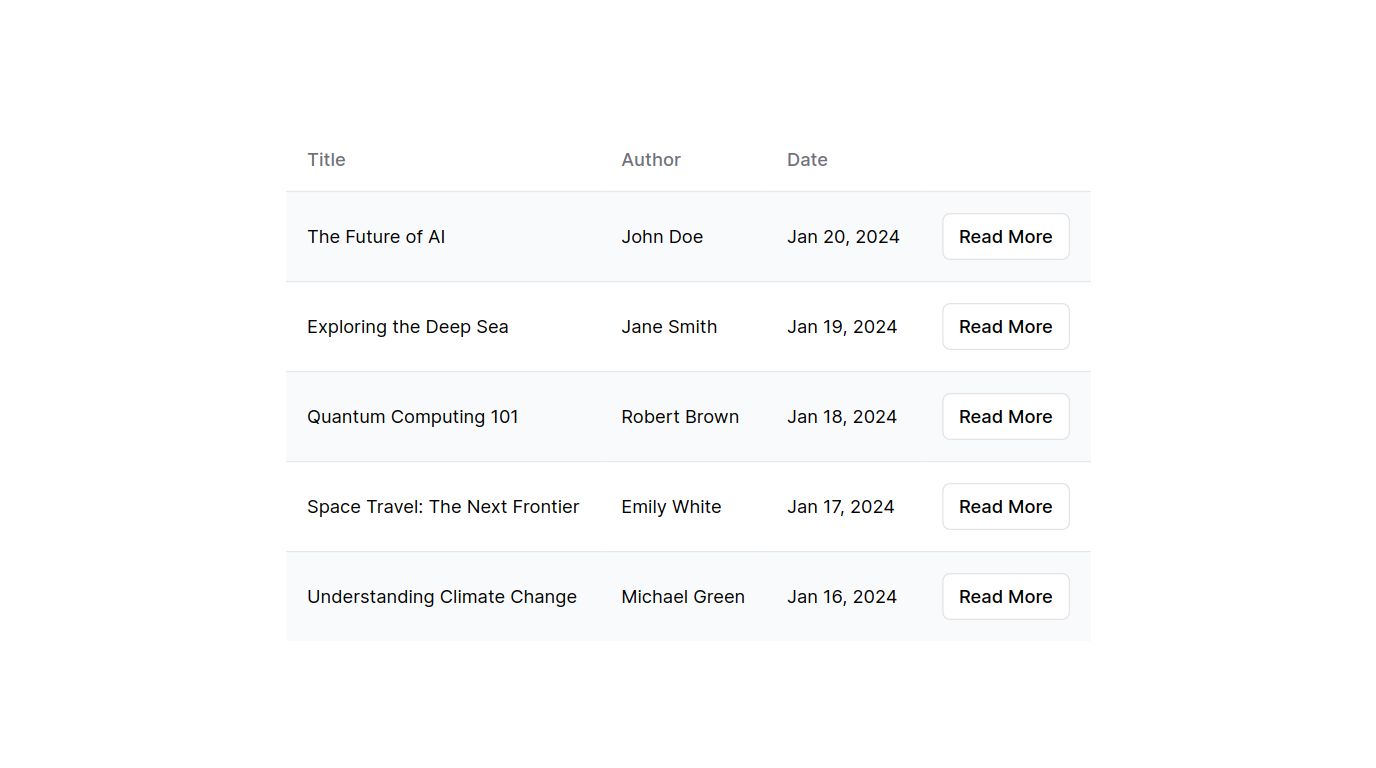 Title Author Date
The Future of AI John Doe Jan 20, 2024 Read More
Exploring the Deep Sea Jane Smith Jan 19, 2024 Read More
Quantum Computing 101 Robert Brown Jan 18, 2024 Read More
Space Travel: The Next Frontier Emily White Jan 17, 2024 Read More
Understanding Climate Change Michael Green Jan 16, 2024 Read More